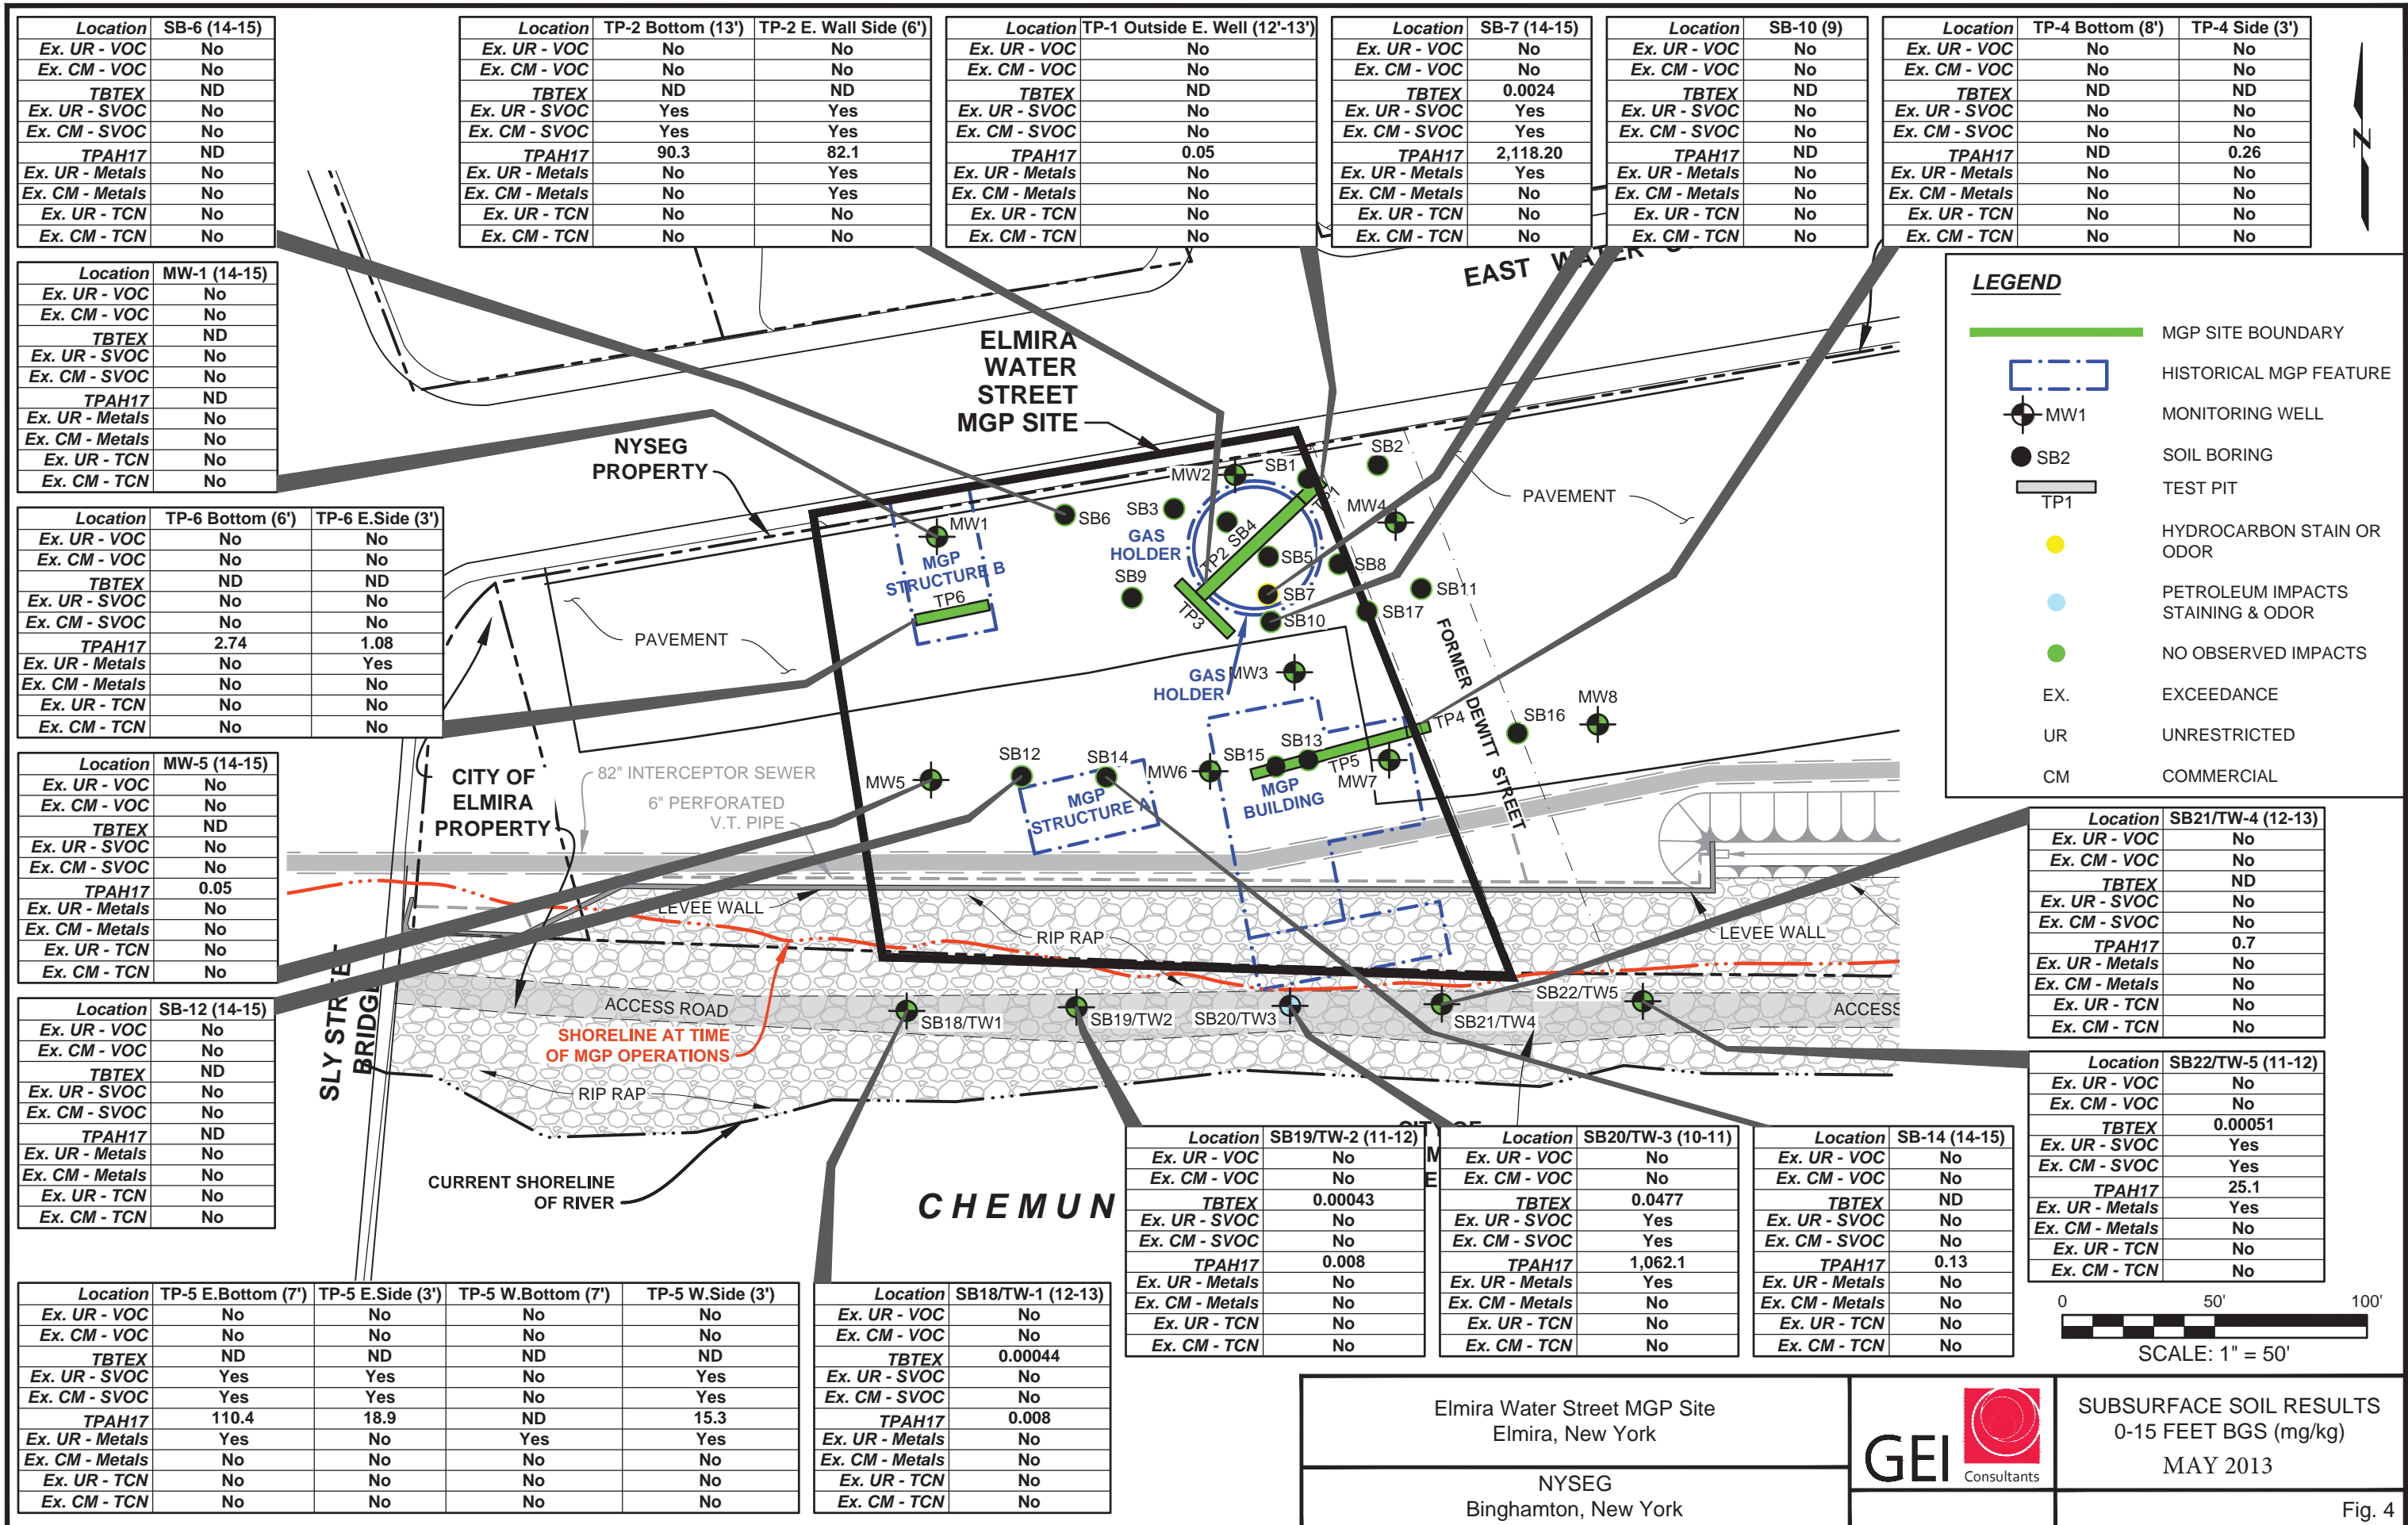 Location SB-6 (14-15)
Ex. UR - VOC No
Ex. CM - VOC No
TBTEX ND
Ex. UR - SVOC No
Ex. CM - SVOC No
TPAH17 ND
Ex. UR - Metals No
Ex. CM - Metals No
Ex. UR - TCN No
Ex. CM - TCN No
Location TP-2 Bottom (13') TP-2 E. Wall Side (6')
Ex. UR - VOC No No
Ex. CM - VOC No No
TBTEX ND ND
Ex. UR - SVOC Yes Yes
Ex. CM - SVOC Yes Yes
TPAH17 90.3 82.1
Ex. UR - Metals No Yes
Ex. CM - Metals No Yes
Ex. UR - TCN No No
Ex. CM - TCN No No
Location TP-1 Outside E. Well (12'-13')
Ex. UR - VOC No
Ex. CM - VOC No
TBTEX ND
Ex. UR - SVOC No
Ex. CM - SVOC No
TPAH17 0.05
Ex. UR - Metals No
Ex. CM - Metals No
Ex. UR - TCN No
Ex. CM - TCN No
Location SB-7 (14-15)
Ex. UR - VOC No
Ex. CM - VOC No
TBTEX 0.0024
Ex. UR - SVOC Yes
Ex. CM - SVOC Yes
TPAH17 2,118.20
Ex. UR - Metals Yes
Ex. CM - Metals No
Ex. UR - TCN No
Ex. CM - TCN No
Location SB-10 (9)
Ex. UR - VOC No
Ex. CM - VOC No
TBTEX ND
Ex. UR - SVOC No
Ex. CM - SVOC No
TPAH17 ND
Ex. UR - Metals No
Ex. CM - Metals No
Ex. UR - TCN No
Ex. CM - TCN No
Location TP-4 Bottom (8') TP-4 Side (3')
Ex. UR - VOC No No
Ex. CM - VOC No No
TBTEX ND ND
Ex. UR - SVOC No No
Ex. CM - SVOC No No
TPAH17 ND 0.26
Ex. UR - Metals No No
Ex. CM - Metals No No
Ex. UR - TCN No No
Ex. CM - TCN No No
N
Location MW-1 (14-15)
Ex. UR - VOC No
Ex. CM - VOC No
TBTEX ND
Ex. UR - SVOC No
Ex. CM - SVOC No
TPAH17 ND
Ex. UR - Metals No
Ex. CM - Metals No
Ex. UR - TCN No
Ex. CM - TCN No
Location TP-6 Bottom (6') TP-6 E.Side (3')
Ex. UR - VOC No No
Ex. CM - VOC No No
TBTEX ND ND
Ex. UR - SVOC No No
Ex. CM - SVOC No No
TPAH17 2.74 1.08
Ex. UR - Metals No Yes
Ex. CM - Metals No No
Ex. UR - TCN No No
Ex. CM - TCN No No
Location MW-5 (14-15)
Ex. UR - VOC No
Ex. CM - VOC No
TBTEX ND
Ex. UR - SVOC No
Ex. CM - SVOC No
TPAH17 0.05
Ex. UR - Metals No
Ex. CM - Metals No
Ex. UR - TCN No
Ex. CM - TCN No
Location SB-12 (14-15)
Ex. UR - VOC No
Ex. CM - VOC No
TBTEX ND
Ex. UR - SVOC No
Ex. CM - SVOC No
TPAH17 ND
Ex. UR - Metals No
Ex. CM - Metals No
Ex. UR - TCN No
Ex. CM - TCN No
EAST WATER
ELMIRA
WATER
STREET
MGP SITE
NYSEG
PROPERTY
PAVEMENT
PAVEMENT
MW1
SB6
SB3
MW2
SB1
SB2
TP1
MW4
GAS
HOLDER
SB4
TP2
SB5
SB8
SB9
SB7
SB11
TP3
SB10
SB17
MGP
STRUCTURE B
TP6
GAS
HOLDER
MW3
FORMER DEWITT STREET
TP4
SB16
MW8
SB12
SB14
MW5
MW6
SB15
SB13
TP5
MW7
MGP
STRUCTURE A
MGP
BUILDING
CITY OF
ELMIRA
PROPERTY
82" INTERCEPTOR SEWER
6" PERFORATED
V.T. PIPE
LEVEE WALL
RIP RAP
LEVEE WALL
ACCESS ROAD
ACCESS
SB18/TW1
SB19/TW2
SB20/TW3
SB21/TW4
SB22/TW5
SHORELINE AT TIME
OF MGP OPERATIONS
SLY STREET
BRIDGE
RIP RAP
CURRENT SHORELINE
OF RIVER
CHEMUN
CITY OF
M
E
LEGEND
MGP SITE BOUNDARY
HISTORICAL MGP FEATURE
MW1 MONITORING WELL
SB2 SOIL BORING
TP1 TEST PIT
HYDROCARBON STAIN OR
ODOR
PETROLEUM IMPACTS
STAINING & ODOR
NO OBSERVED IMPACTS
EX. EXCEEDANCE
UR UNRESTRICTED
CM COMMERCIAL
Location SB21/TW-4 (12-13)
Ex. UR - VOC No
Ex. CM - VOC No
TBTEX ND
Ex. UR - SVOC No
Ex. CM - SVOC No
TPAH17 0.7
Ex. UR - Metals No
Ex. CM - Metals No
Ex. UR - TCN No
Ex. CM - TCN No
Location SB22/TW-5 (11-12)
Ex. UR - VOC No
Ex. CM - VOC No
TBTEX 0.00051
Ex. UR - SVOC Yes
Ex. CM - SVOC Yes
TPAH17 25.1
Ex. UR - Metals Yes
Ex. CM - Metals No
Ex. UR - TCN No
Ex. CM - TCN No
Location SB19/TW-2 (11-12)
Ex. UR - VOC No
Ex. CM - VOC No
TBTEX 0.00043
Ex. UR - SVOC No
Ex. CM - SVOC No
TPAH17 0.008
Ex. UR - Metals No
Ex. CM - Metals No
Ex. UR - TCN No
Ex. CM - TCN No
Location SB20/TW-3 (10-11)
Ex. UR - VOC No
Ex. CM - VOC No
TBTEX 0.0477
Ex. UR - SVOC Yes
Ex. CM - SVOC Yes
TPAH17 1,062.1
Ex. UR - Metals Yes
Ex. CM - Metals No
Ex. UR - TCN No
Ex. CM - TCN No
Location SB-14 (14-15)
Ex. UR - VOC No
Ex. CM - VOC No
TBTEX ND
Ex. UR - SVOC No
Ex. CM - SVOC No
TPAH17 0.13
Ex. UR - Metals No
Ex. CM - Metals No
Ex. UR - TCN No
Ex. CM - TCN No
Location TP-5 E.Bottom (7') TP-5 E.Side (3') TP-5 W.Bottom (7') TP-5 W.Side (3')
Ex. UR - VOC No No No No
Ex. CM - VOC No No No No
TBTEX ND ND ND ND
Ex. UR - SVOC Yes Yes No Yes
Ex. CM - SVOC Yes Yes No Yes
TPAH17 110.4 18.9 ND 15.3
Ex. UR - Metals Yes No Yes Yes
Ex. CM - Metals No No No No
Ex. UR - TCN No No No No
Ex. CM - TCN No No No No
Location SB18/TW-1 (12-13)
Ex. UR - VOC No
Ex. CM - VOC No
TBTEX 0.00044
Ex. UR - SVOC No
Ex. CM - SVOC No
TPAH17 0.008
Ex. UR - Metals No
Ex. CM - Metals No
Ex. UR - TCN No
Ex. CM - TCN No
0 50' 100'
SCALE: 1" = 50'
Elmira Water Street MGP Site
Elmira, New York
NYSEG
Binghamton, New York
GEI Consultants
SUBSURFACE SOIL RESULTS
0-15 FEET BGS (mg/kg)
MAY 2013
Fig. 4